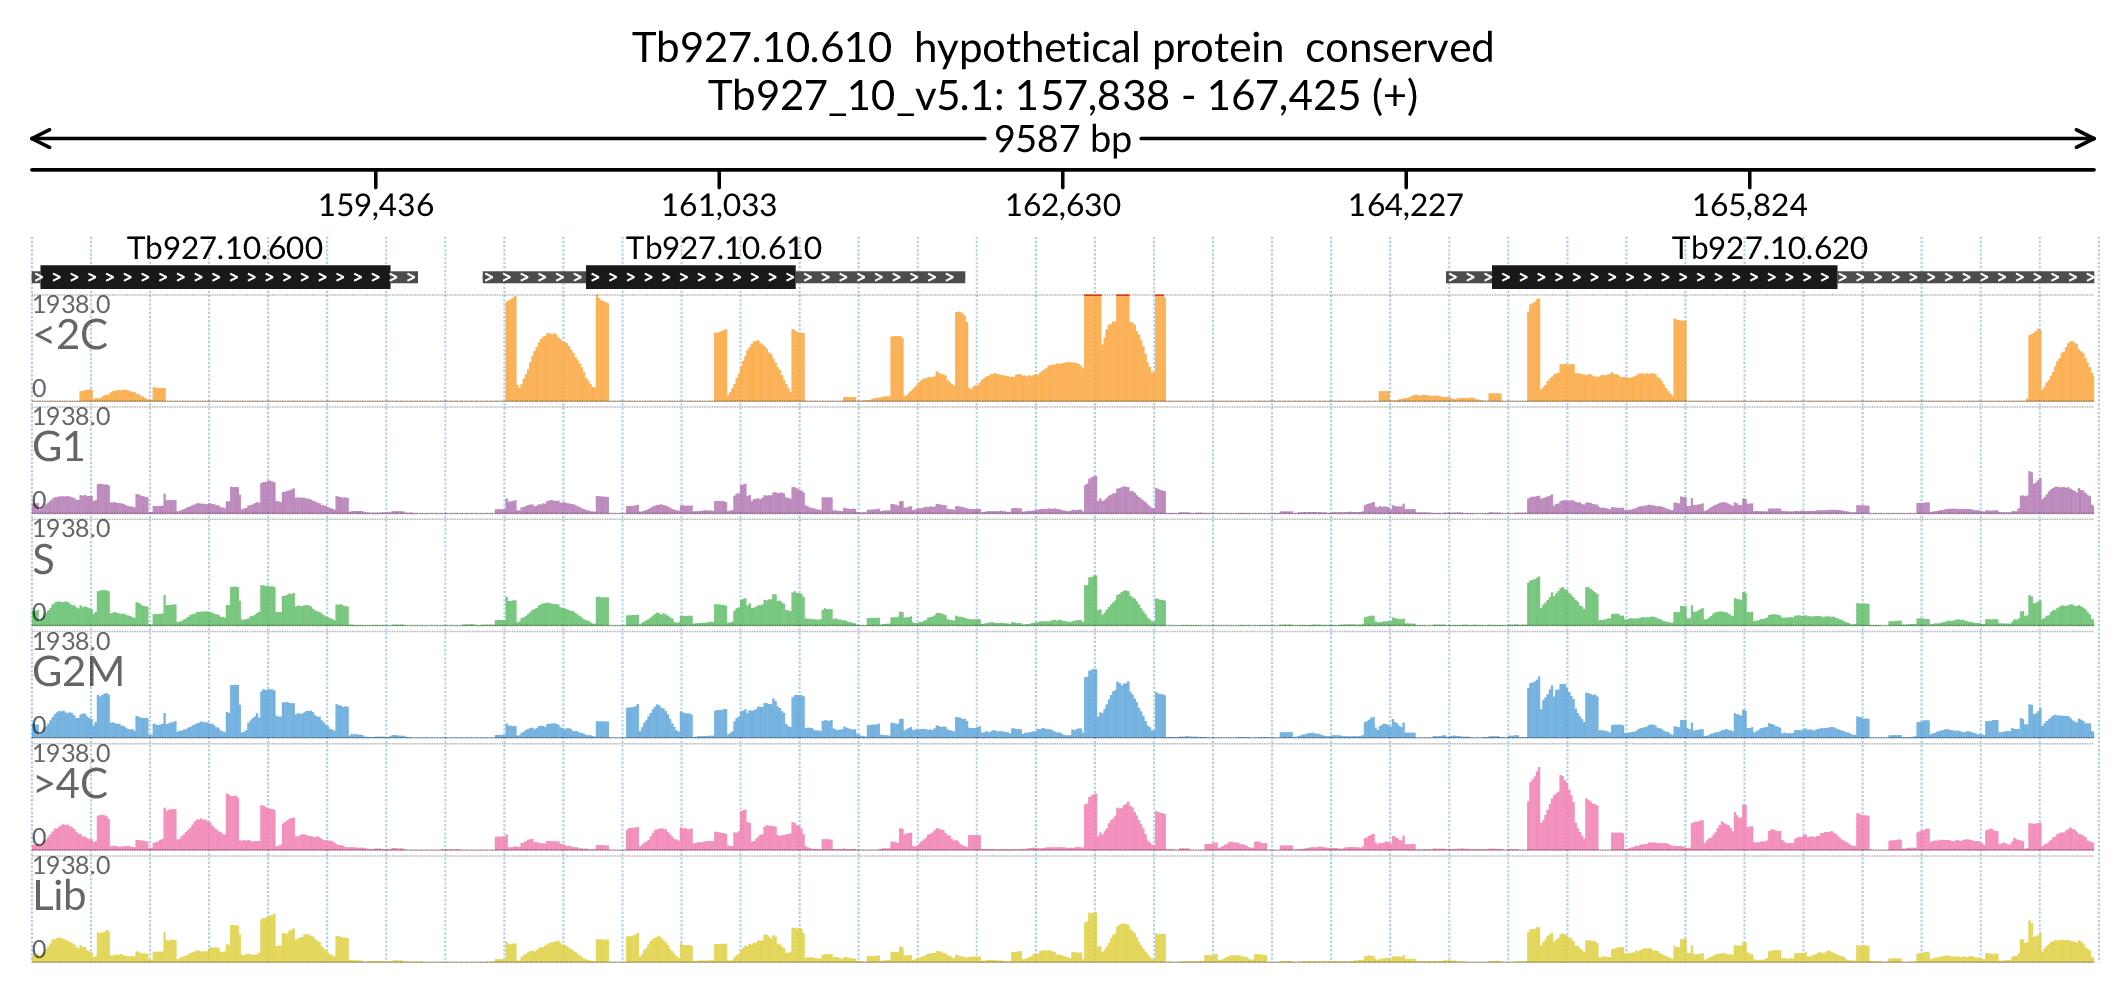 Tb927.10.610 hypothetical protein conserved
Tb927_10_v5.1: 157,838 - 167,425 (+)
9587 bp
159,436 161,033 162,630 164,227 165,824
Tb927.10.600 Tb927.10.610 Tb927.10.620
1938.0
<2C
0
1938.0
G1
0
1938.0
S
0
1938.0
G2M
0
1938.0
>4C
0
1938.0
Lib
0